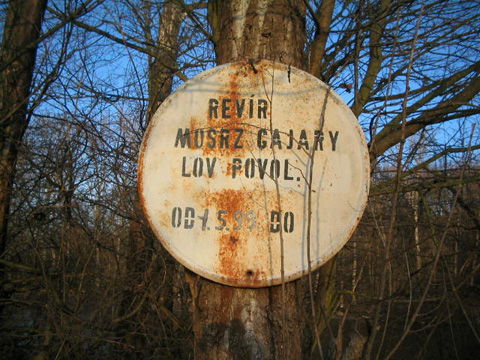 REVIR
MOSRZ GAJARY
LOV POVOL.
OD 1.5.99 DO